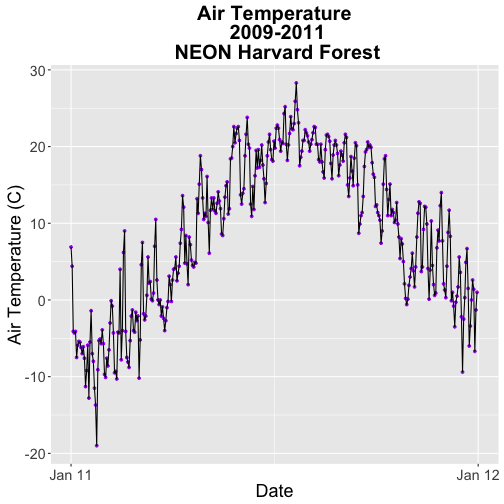 Air Temperature
2009-2011
NEON Harvard Forest
30
20
10
0
-10
-20
Air Temperature (C)
Jan 11
Jan 12
Date